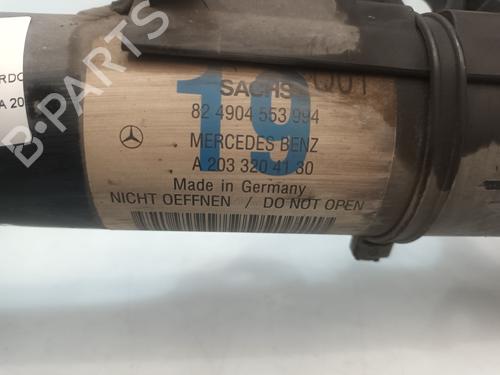 SACHS 001
82 4904 553 994
19
MERCEDES BENZ
A 203 320 41 30
Made in Germany
NICHT OEFFNEN / DO NOT OPEN
B-PARTS